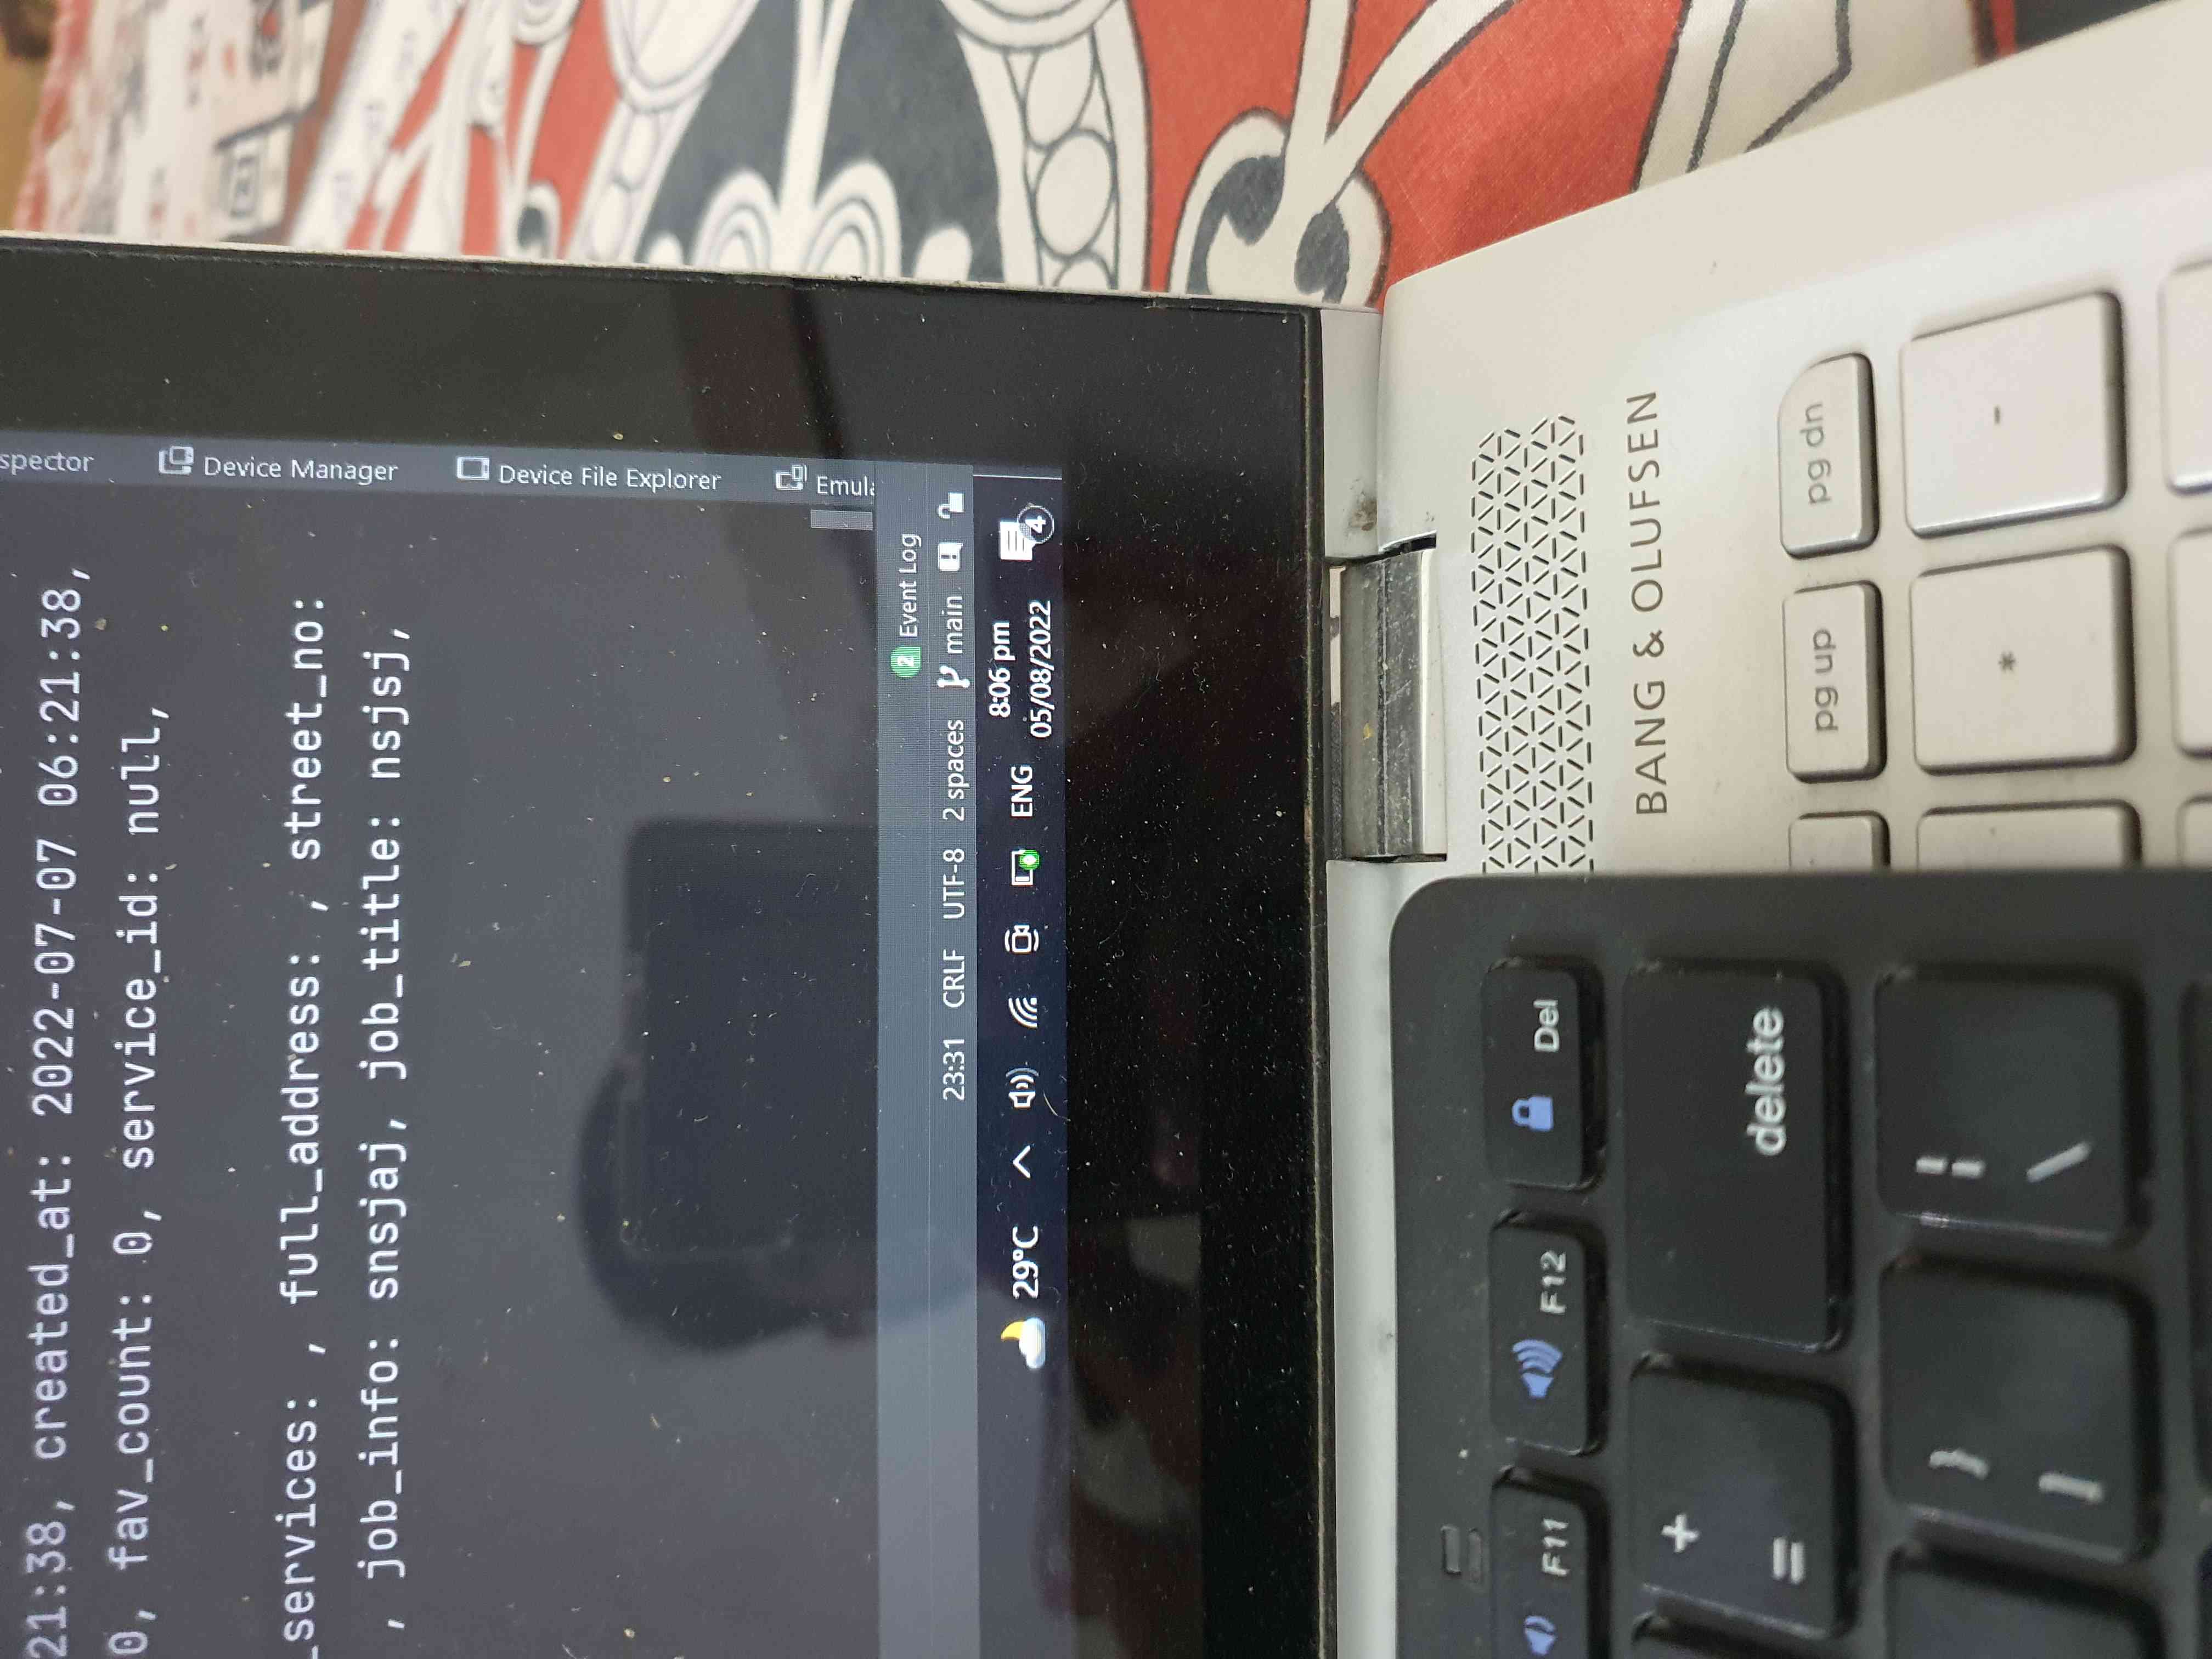 21:38, created_at: 2022-07-07 06:21:38,
0, fav_count: 0, service_id: null,
_services: , full_address: , street_no:
, job_info: snsjaj, job_title: nsjsj,
spector
Device Manager
Device File Explorer
Emula
2 Event Log
23:31 CRLF UTF-8 2 spaces main
29°C ENG 8:06 pm
05/08/2022
4
F11 F12 Del
BANG & OLUFSEN
+
=
delete
pg up pg dn
}
]
|
\
* -